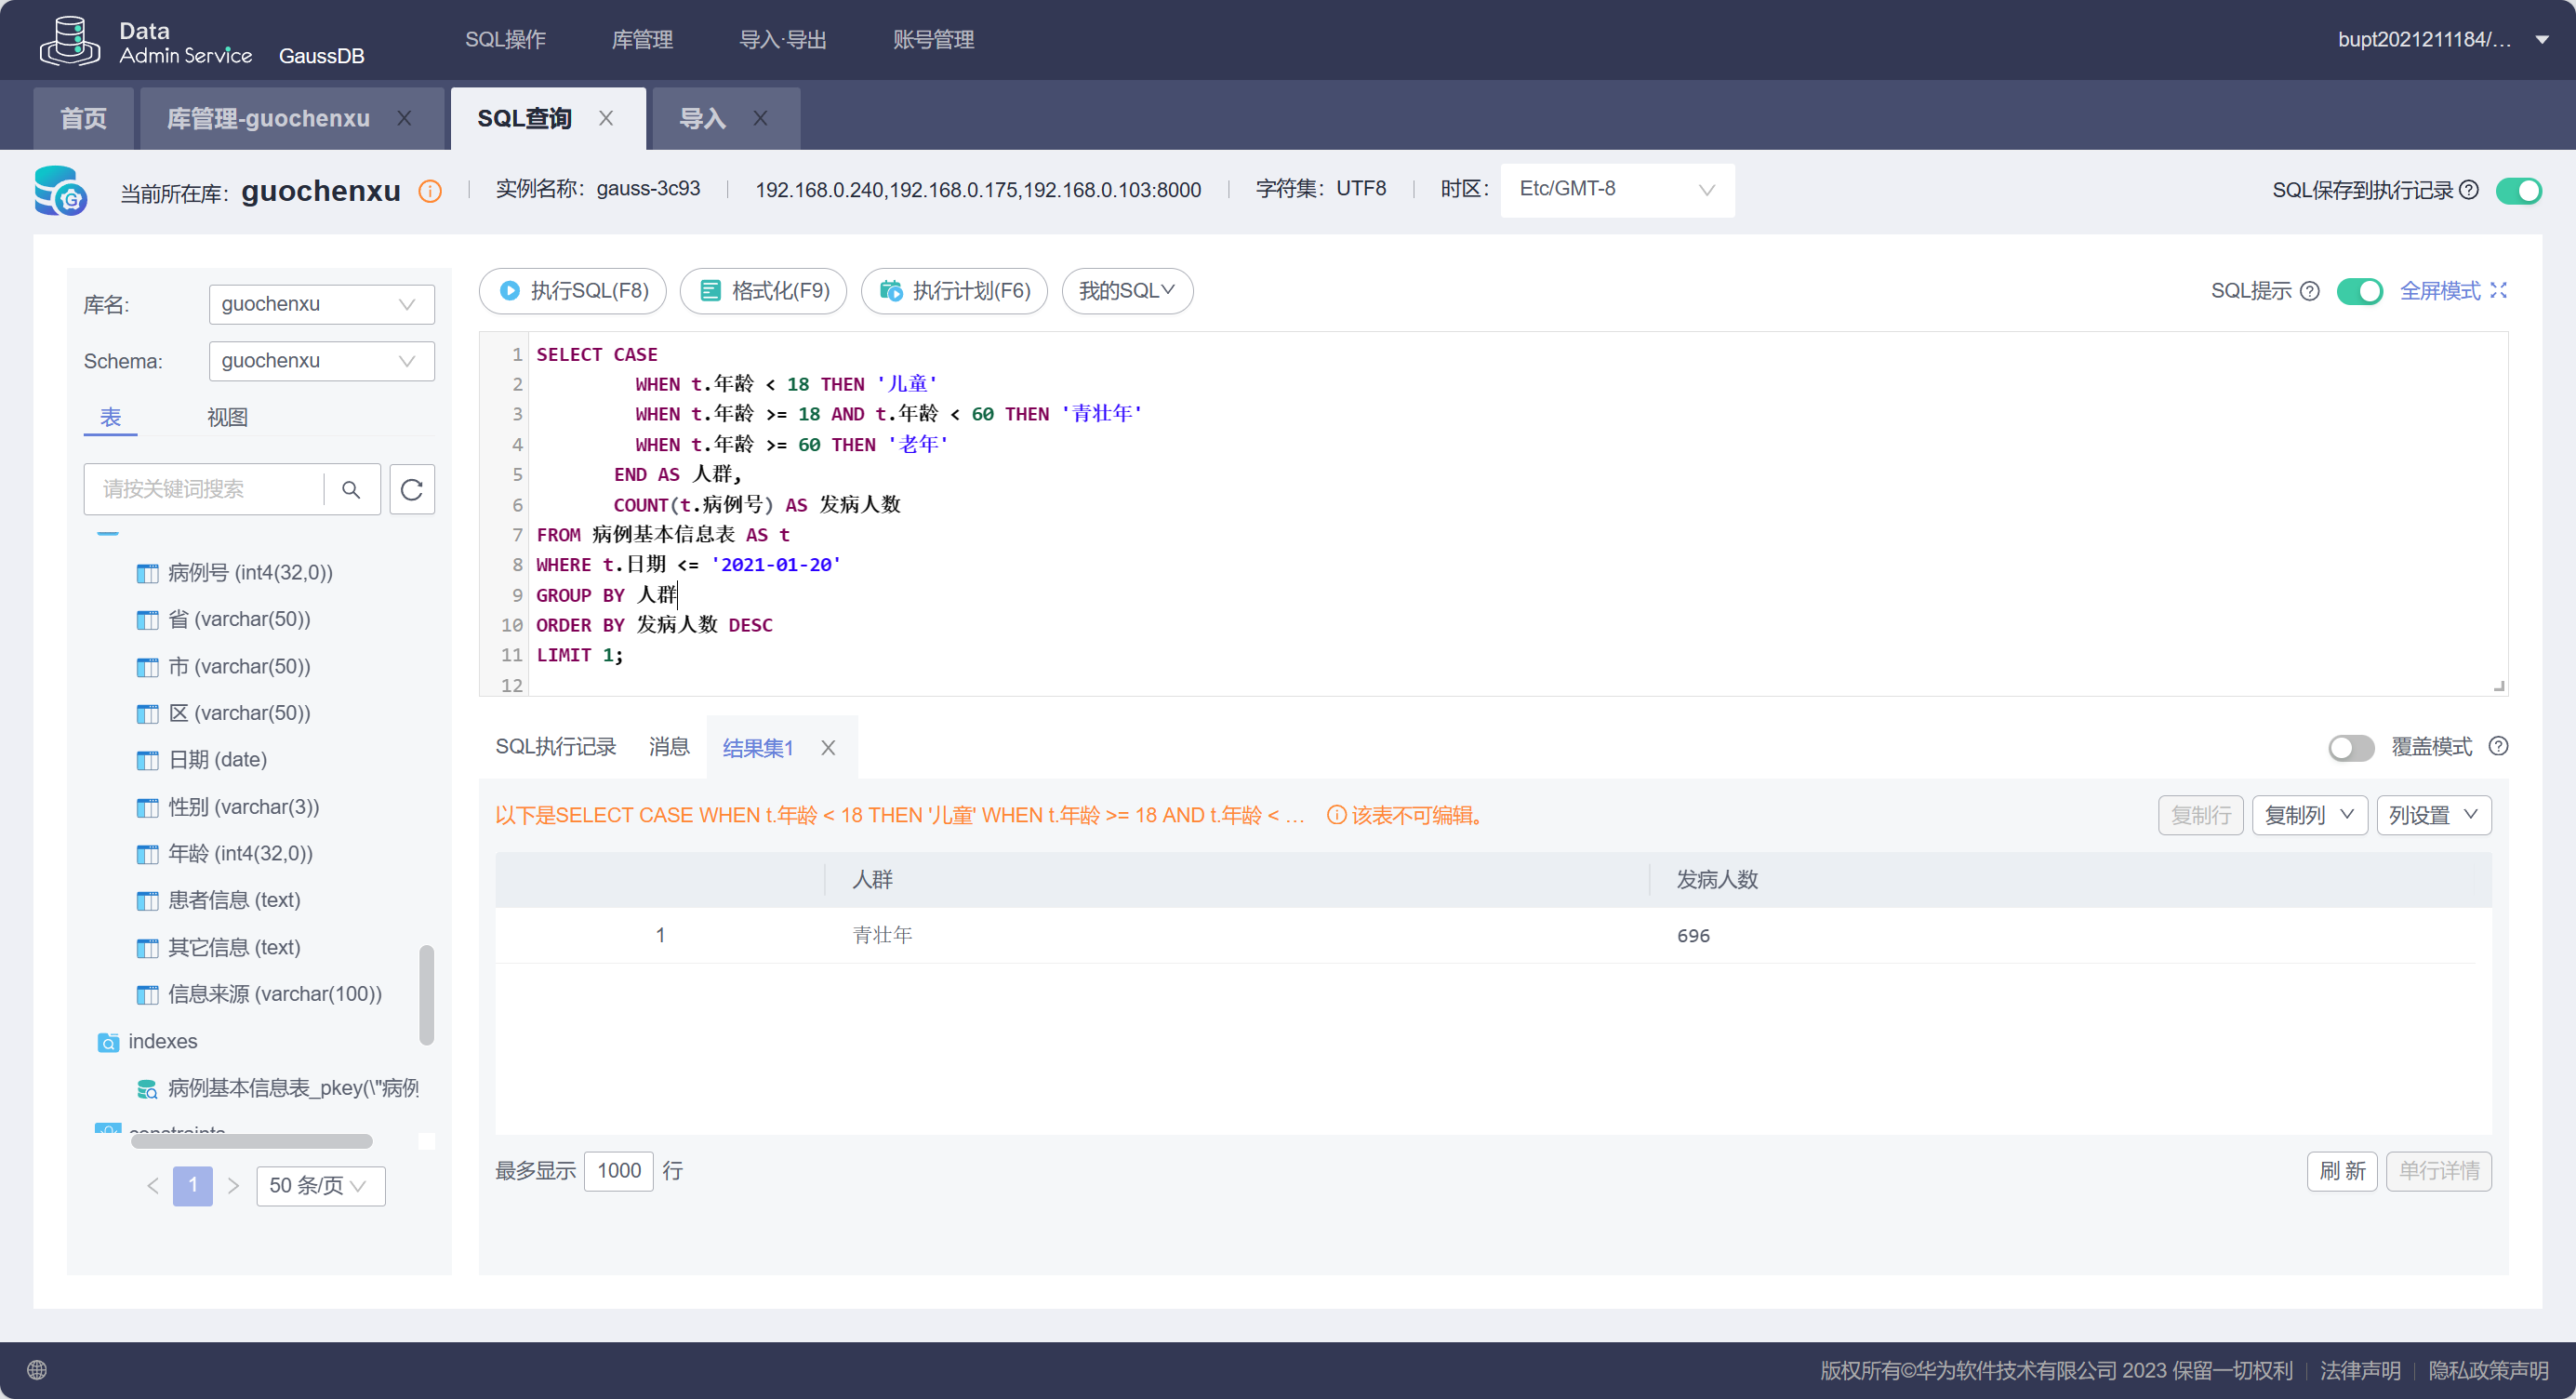 Data
Admin Service GaussDB SQL操作 库管理 导入·导出 账号管理 bupt2021211184/...
首页 库管理-guochenxu SQL查询 导入
当前所在库: guochenxu 实例名称: gauss-3c93 192.168.0.240,192.168.0.175,192.168.0.103:8000 字符集: UTF8 时区: Etc/GMT-8 SQL保存到执行记录
库名: guochenxu
Schema: guochenxu
表 视图
请按关键词搜索
病例号 (int4(32,0))
省 (varchar(50))
市 (varchar(50))
区 (varchar(50))
日期 (date)
性别 (varchar(3))
年龄 (int4(32,0))
患者信息 (text)
其它信息 (text)
信息来源 (varchar(100))
indexes
病例基本信息表_pkey(\"病例
constraints
1 50 条/页
执行SQL(F8) 格式化(F9) 执行计划(F6) 我的SQL SQL提示 全屏模式
1 SELECT CASE
2 WHEN t.年龄 < 18 THEN '儿童'
3 WHEN t.年龄 >= 18 AND t.年龄 < 60 THEN '青壮年'
4 WHEN t.年龄 >= 60 THEN '老年'
5 END AS 人群,
6 COUNT(t.病例号) AS 发病人数
7 FROM 病例基本信息表 AS t
8 WHERE t.日期 <= '2021-01-20'
9 GROUP BY 人群
10 ORDER BY 发病人数 DESC
11 LIMIT 1;
12
SQL执行记录 消息 结果集1 覆盖模式
以下是SELECT CASE WHEN t.年龄 < 18 THEN '儿童' WHEN t.年龄 >= 18 AND t.年龄 < ... 该表不可编辑。 复制行 复制列 列设置
人群 发病人数
1 青壮年 696
最多显示 1000 行 刷 新 单行详情
版权所有©华为软件技术有限公司 2023 保留一切权利 法律声明 隐私政策声明